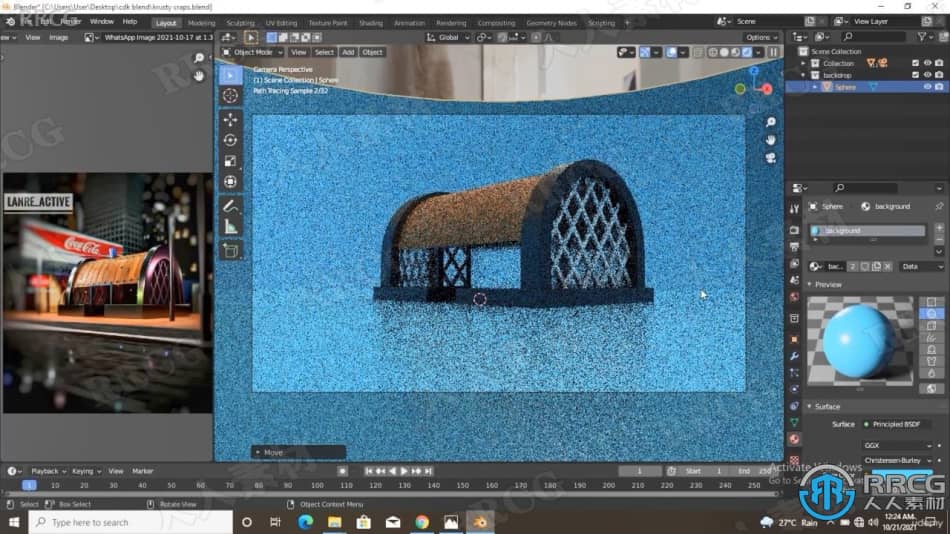 Blender* [C:\Users\User\Desktop\cdk blend\krusty craps.blend]
File Edit Render Window Help
Layout Modeling Sculpting UV Editing Texture Paint Shading Animation Rendering Compositing Geometry Nodes Scripting
Scene View Layer
View Image WhatsApp Image 2021-10-17 at 1.3
Global Options
Object Mode View Select Add Object
Camera Perspective
(1) Scene Collection | Sphere
Path Tracing Sample 2/32
Scene Collection
Collection
backdrop
Sphere
LANRE_ACTIVE
Coca-Cola
Sphere background
background
bac... 2 Data
Preview
Surface
Surface Principled BSDF
GGX
Christensen-Burley
Move
Playback Keying View Marker
1 Start 1 End 250
1 10 20 30 40 50 60 70 80 90 100 110 120 130 140 150 160 170 180 190 200 210 220 230 240 250
Select Box Select Rotate View Object Context Menu
Activate Windows
Type here to search
27°C Rain
12:24 AM
10/21/2021
RRCG
人人素材
Udemy